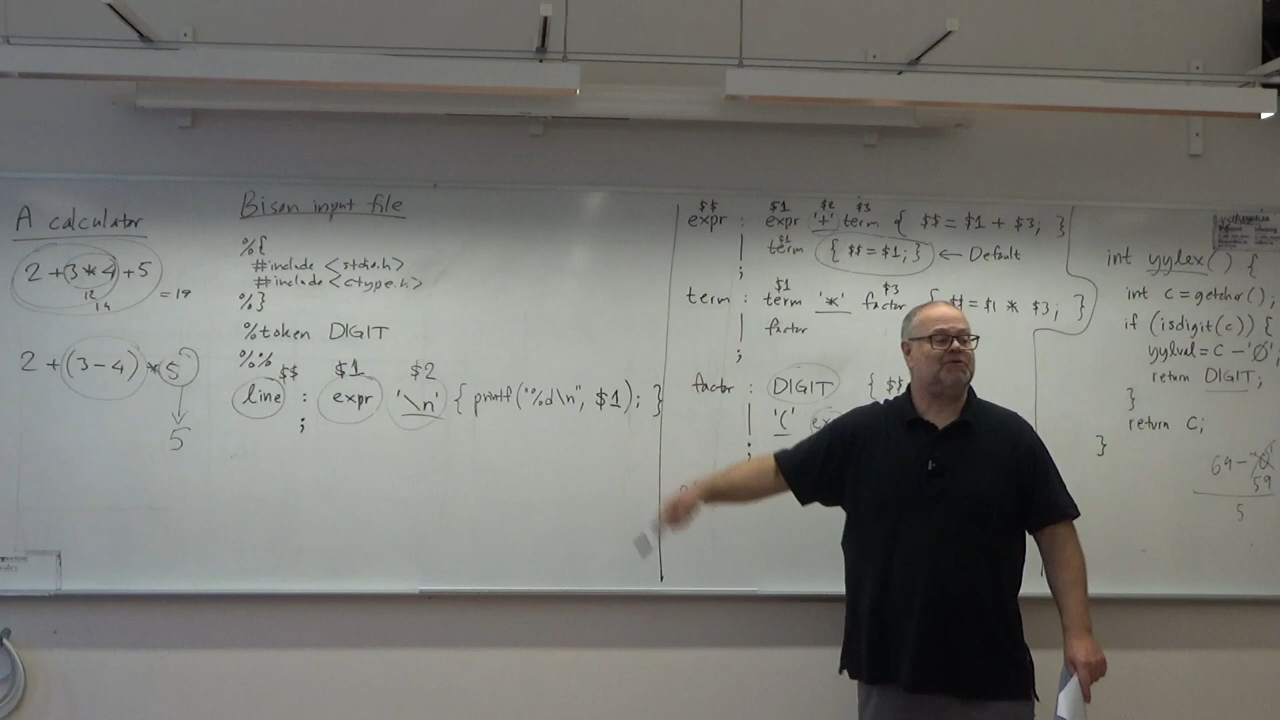 A calculator
2 + 3 * 4 + 5
12
14
= 19
2 + (3 - 4) * 5
5
Bison input file
%{
#include <stdio.h>
#include <ctype.h>
%}
%token DIGIT
%%
$$ $1 $2
line : expr '\n' { printf("%d\n", $1); }
;
$$ $1 $2 $3
expr : expr '+' term { $$ = $1 + $3; }
$1
| term { $$ = $1; } ← Default
;
$1 $3
term : term '*' factor { $$ = $1 * $3; }
| factor
;
factor : DIGIT { $$
| '('
;
int yylex() {
int c = getchar();
if (isdigit(c)) {
yylval = c - '0';
return DIGIT;
}
return c;
}
64 -
59
5